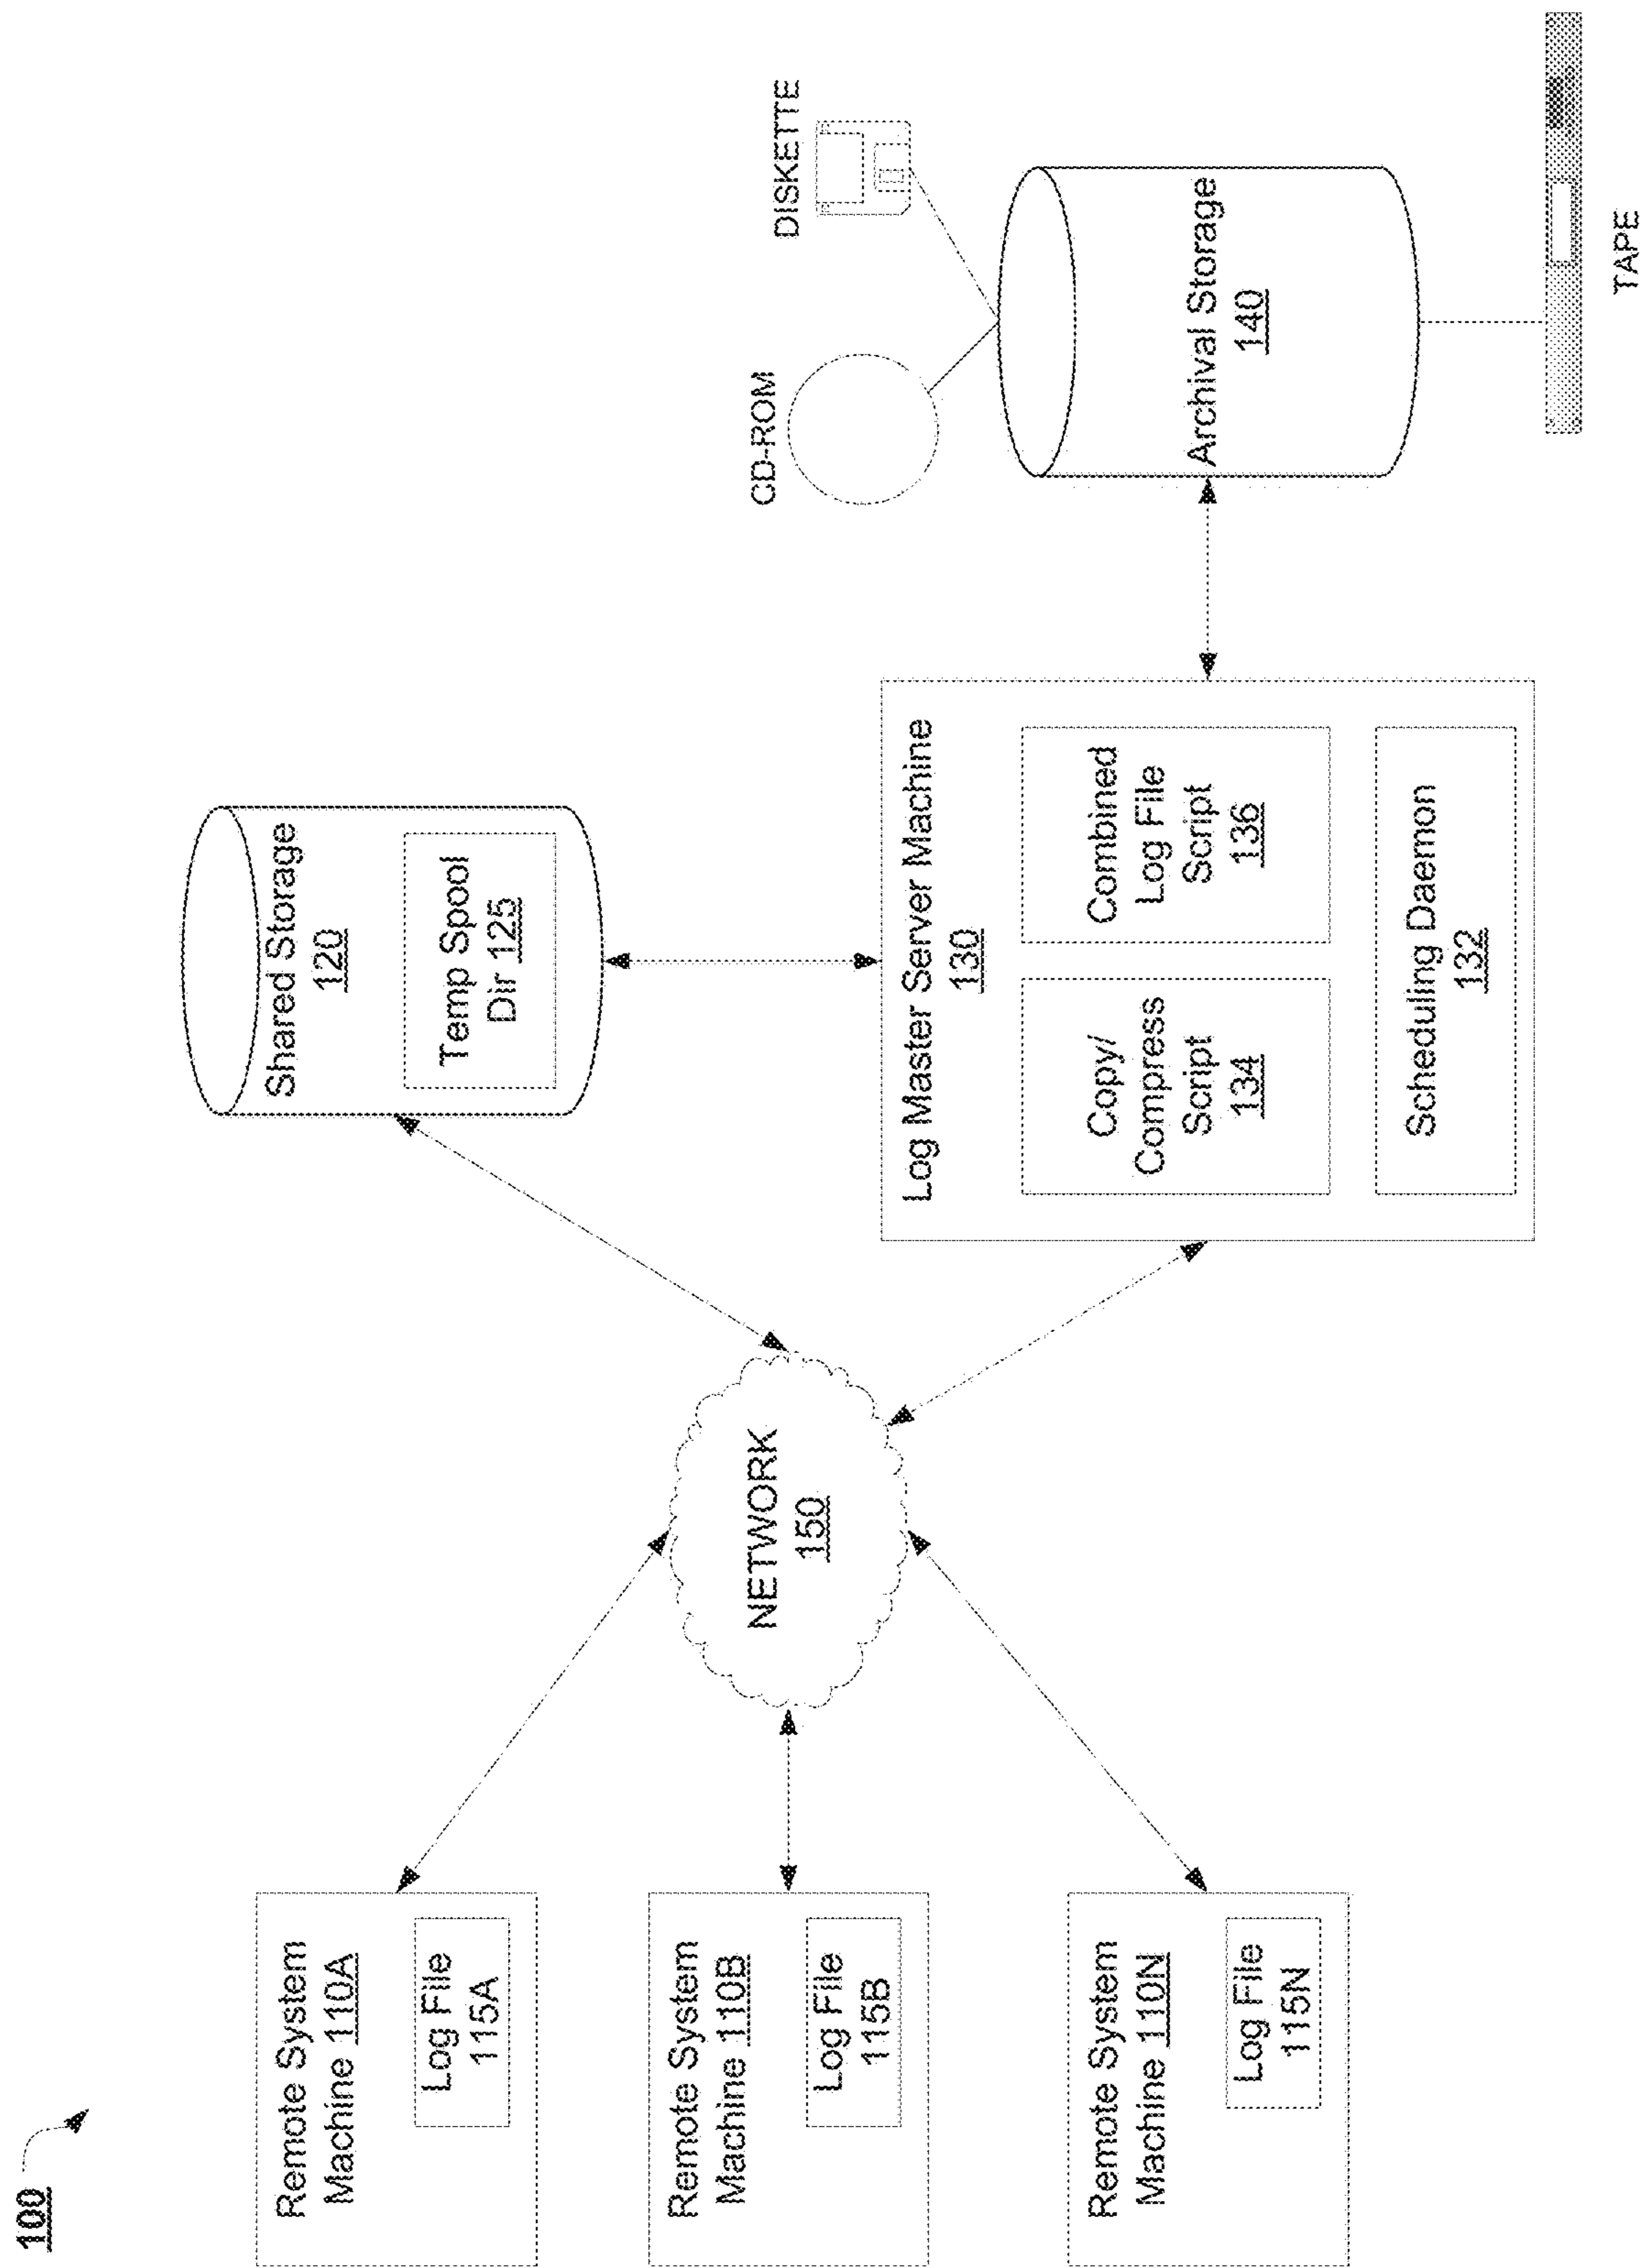 100
Remote System
Machine 110A
Log File
115A
Remote System
Machine 110B
Log File
115B
Remote System
Machine 110N
Log File
115N
NETWORK
150
Shared Storage
120
Temp Spool
Dir 125
Log Master Server Machine
130
Copy/
Compress
Script
134
Combined
Log File
Script
136
Scheduling Daemon
132
CD-ROM
DISKETTE
Archival Storage
140
TAPE